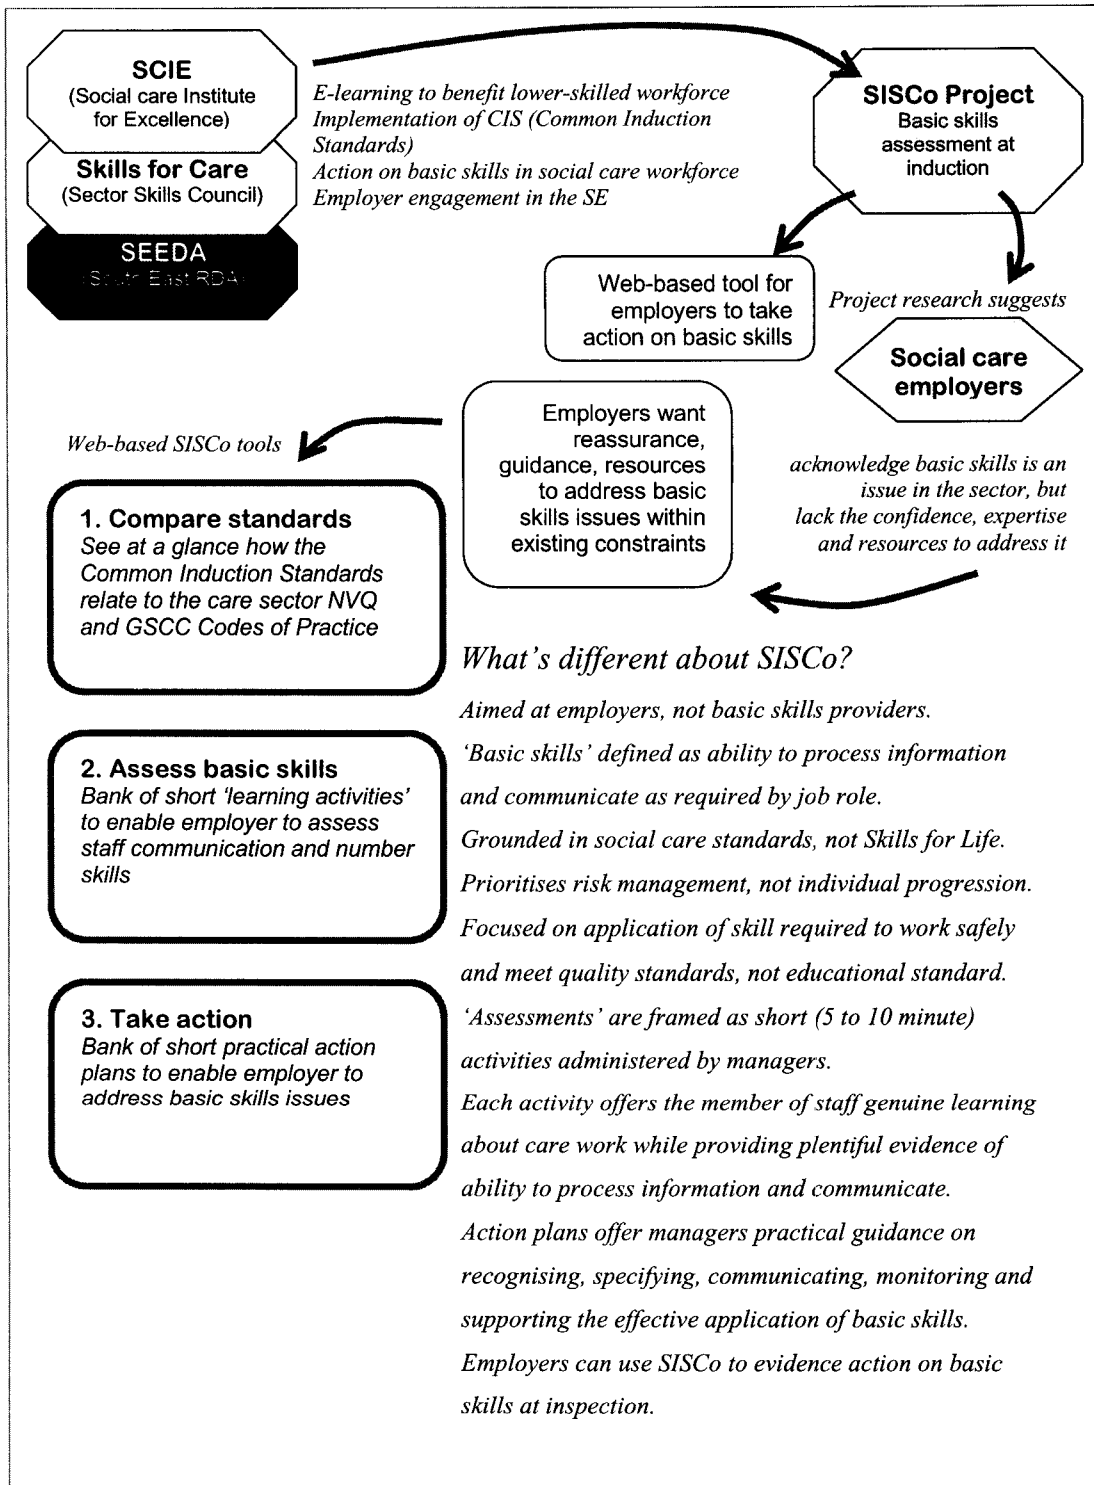 SCIE
(Social care Institute
for Excellence)
Skills for Care
(Sector Skills Council)
SEEDA
(South East RDA)
E-learning to benefit lower-skilled workforce
Implementation of CIS (Common Induction
Standards)
Action on basic skills in social care workforce
Employer engagement in the SE
SISCo Project
Basic skills
assessment at
induction
Web-based tool for
employers to take
action on basic skills
Project research suggests
Social care
employers
acknowledge basic skills is an
issue in the sector, but
lack the confidence, expertise
and resources to address it
Employers want
reassurance,
guidance, resources
to address basic
skills issues within
existing constraints
Web-based SISCo tools
1. Compare standards
See at a glance how the
Common Induction Standards
relate to the care sector NVQ
and GSCC Codes of Practice
2. Assess basic skills
Bank of short ‘learning activities’
to enable employer to assess
staff communication and number
skills
3. Take action
Bank of short practical action
plans to enable employer to
address basic skills issues
What’s different about SISCo?
Aimed at employers, not basic skills providers.
‘Basic skills’ defined as ability to process information
and communicate as required by job role.
Grounded in social care standards, not Skills for Life.
Prioritises risk management, not individual progression.
Focused on application of skill required to work safely
and meet quality standards, not educational standard.
‘Assessments’ are framed as short (5 to 10 minute)
activities administered by managers.
Each activity offers the member of staff genuine learning
about care work while providing plentiful evidence of
ability to process information and communicate.
Action plans offer managers practical guidance on
recognising, specifying, communicating, monitoring and
supporting the effective application of basic skills.
Employers can use SISCo to evidence action on basic
skills at inspection.